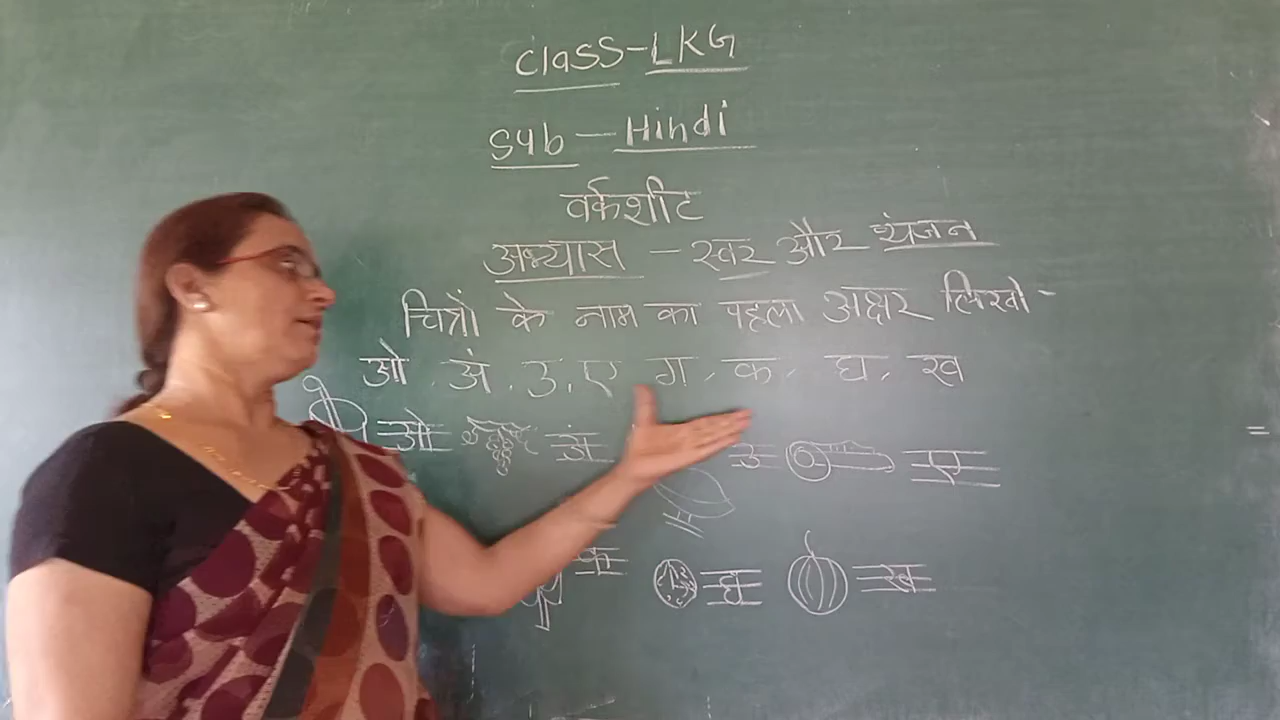 Class-LKG
Sub-Hindi
वर्कशीट
अभ्यास - स्वर और व्यंजन
चित्रों के नाम का पहला अक्षर लिखो -
ओ, अं, उ, ए, ग, क, घ, ख
ओ अं उ ए
क घ ख